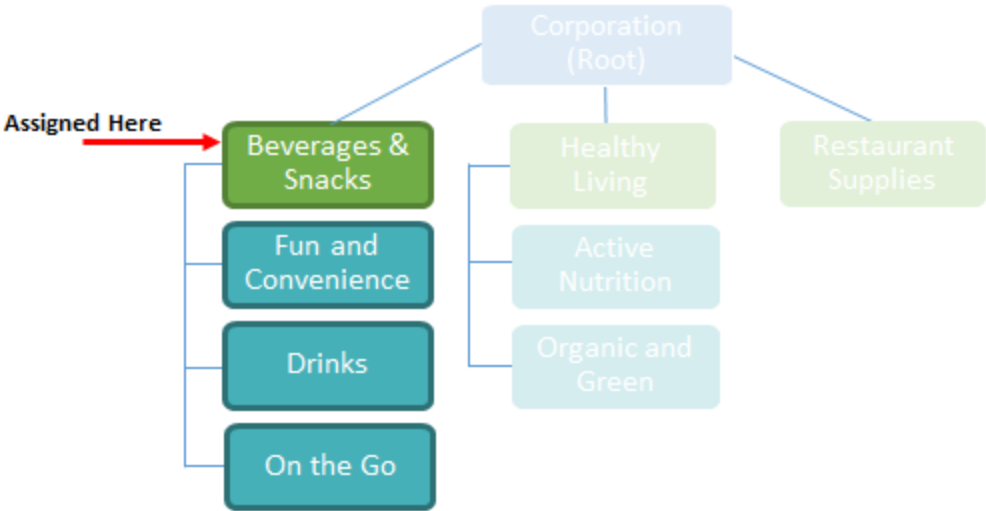 Corporation
(Root)
Assigned Here
Beverages &
Snacks
Healthy
Living
Restaurant
Supplies
Fun and
Convenience
Active
Nutrition
Drinks
Organic and
Green
On the Go